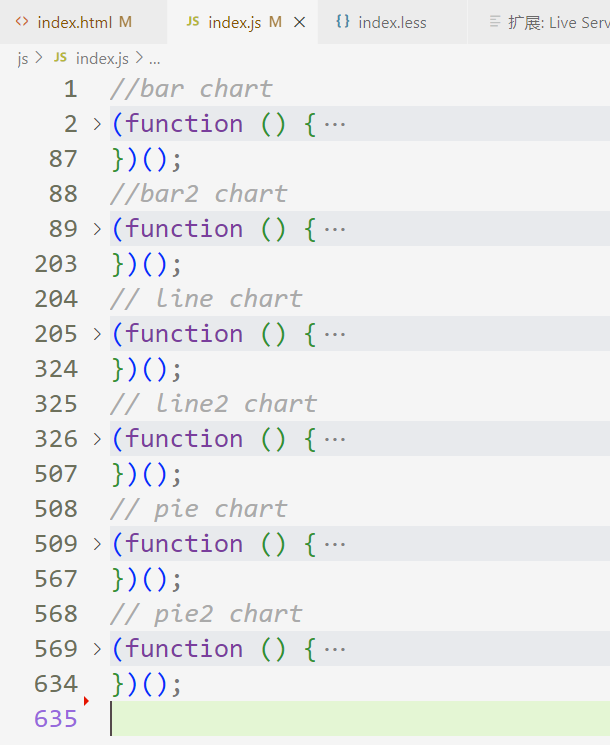 <> index.html M JS index.js M × {} index.less 扩展: Live Serv
js > JS index.js > ...
1 //bar chart
2 > (function () { ...
87 })();
88 //bar2 chart
89 > (function () { ...
203 })();
204 // line chart
205 > (function () { ...
324 })();
325 // line2 chart
326 > (function () { ...
507 })();
508 // pie chart
509 > (function () { ...
567 })();
568 // pie2 chart
569 > (function () { ...
634 })();
635